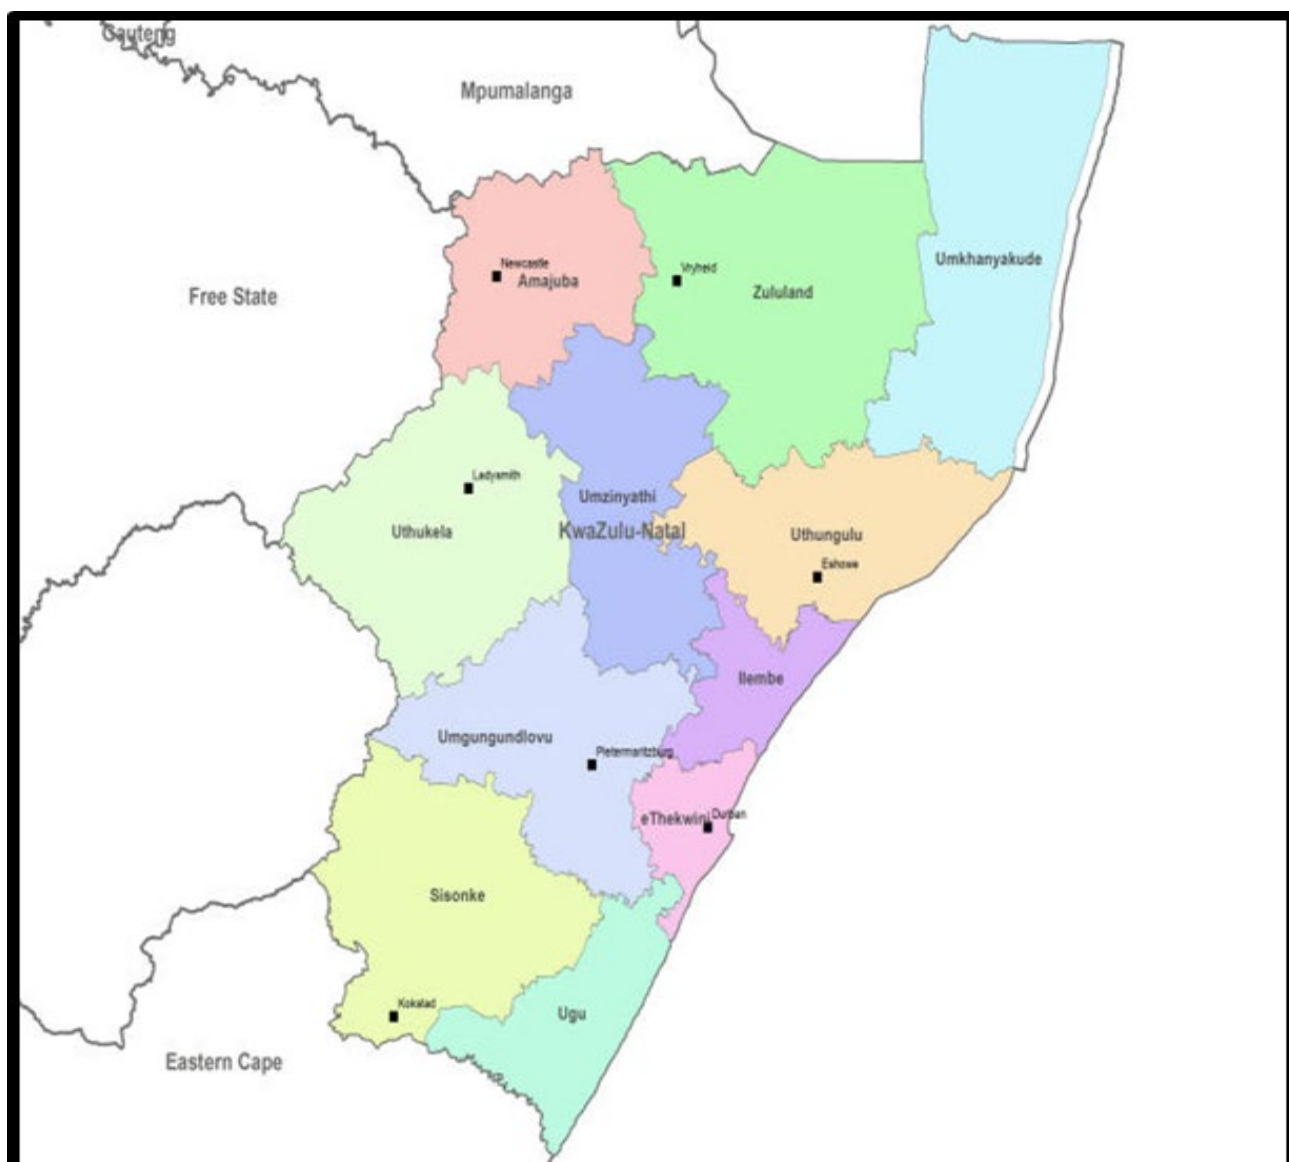 Gauteng
Mpumalanga
Umkhanyakude
Newcastle
Vryheid
Amajuba
Zululand
Free State
Ladysmith
Umzinyathi
Uthukela
KwaZulu-Natal
Uthungulu
Eshowe
Ilembe
Umgungundlovu
Pietermaritzburg
eThekwini
Durban
Sisonke
Kokstad
Ugu
Eastern Cape